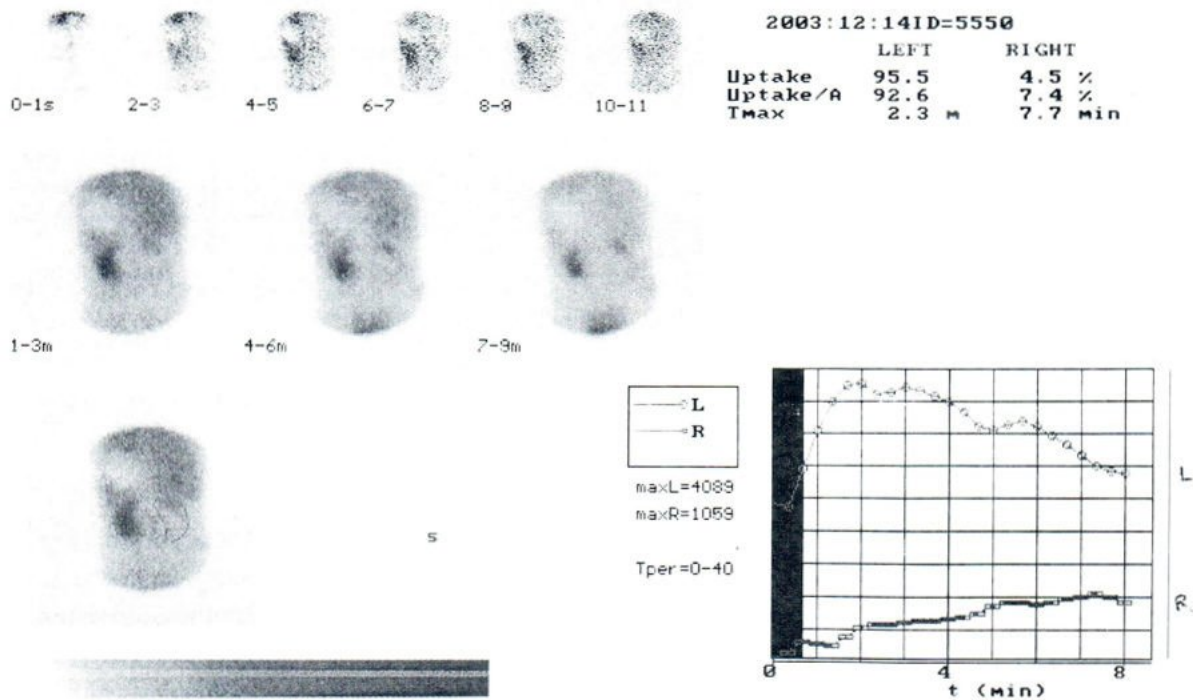 2003:12:14ID=5550
LEFT RIGHT
Uptake 95.5 4.5 %
Uptake/A 92.6 7.4 %
Tmax 2.3 m 7.7 min
0-1s 2-3 4-5 6-7 8-9 10-11
1-3m 4-6m 7-9m
L
R
maxL=4089
maxR=1059
Tper=0-40
s
L
R
0 4 8
t (min)